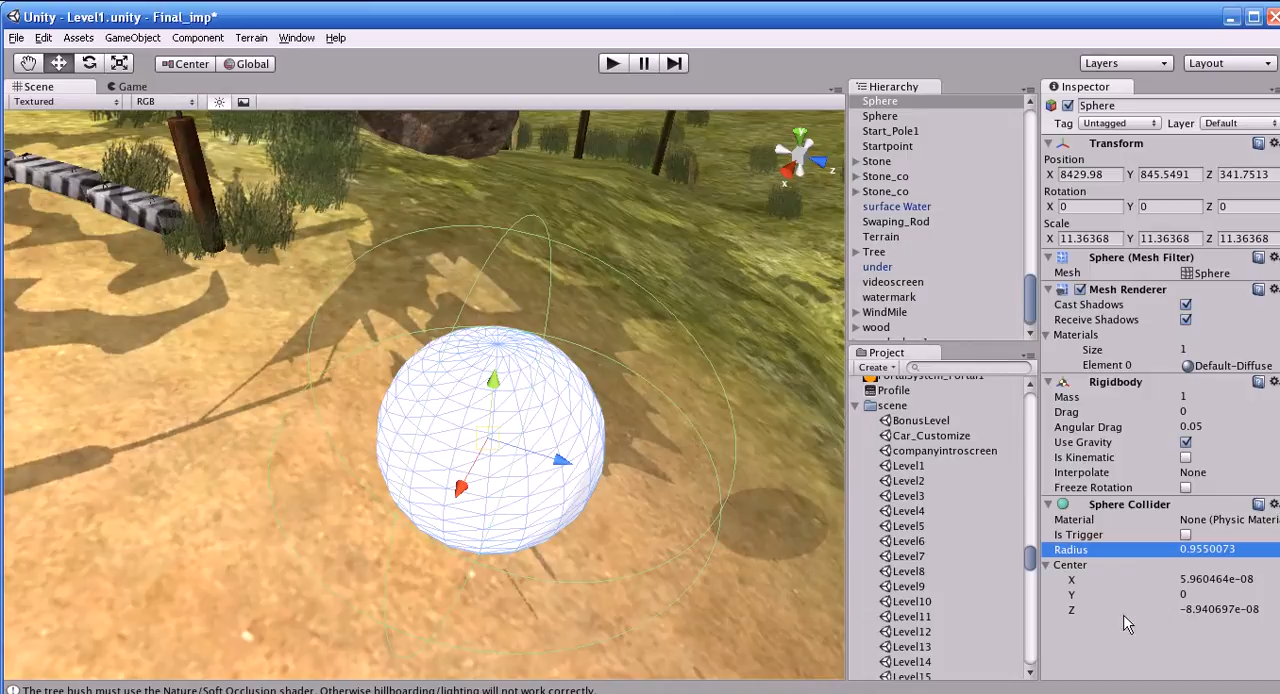 Unity - Level1.unity - Final_imp*
File Edit Assets GameObject Component Terrain Window Help
Center Global Layers Layout
Scene Game
Textured RGB
Hierarchy
Sphere
Sphere
Start_Pole1
Startpoint
Stone
Stone_co
Stone_co
surface Water
Swaping_Rod
Terrain
Tree
under
videoscreen
watermark
WindMile
wood
Project
Create
PortalSystem_Portal1
Profile
scene
BonusLevel
Car_Customize
companyintroscreen
Level1
Level2
Level3
Level4
Level5
Level6
Level7
Level8
Level9
Level10
Level11
Level12
Level13
Level14
Level15
Inspector
Sphere
Tag Untagged Layer Default
Transform
Position
X 8429.98 Y 845.5491 Z 341.7513
Rotation
X 0 Y 0 Z 0
Scale
X 11.36368 Y 11.36368 Z 11.36368
Sphere (Mesh Filter)
Mesh Sphere
Mesh Renderer
Cast Shadows
Receive Shadows
Materials
Size 1
Element 0 Default-Diffuse
Rigidbody
Mass 1
Drag 0
Angular Drag 0.05
Use Gravity
Is Kinematic
Interpolate None
Freeze Rotation
Sphere Collider
Material None (Physic Materi
Is Trigger
Radius 0.9550073
Center
X 5.960464e-08
Y 0
Z -8.940697e-08
x
z
The tree bush must use the Nature/Soft Occlusion shader. Otherwise billboarding/lighting will not work correctly.